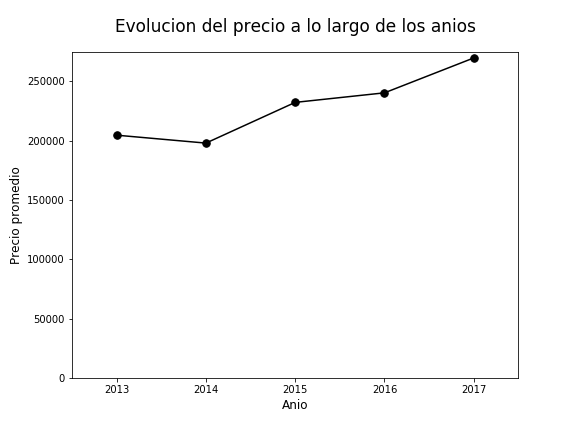 Evolucion del precio a lo largo de los anios
Precio promedio
250000
200000
150000
100000
50000
0
2013 2014 2015 2016 2017
Anio